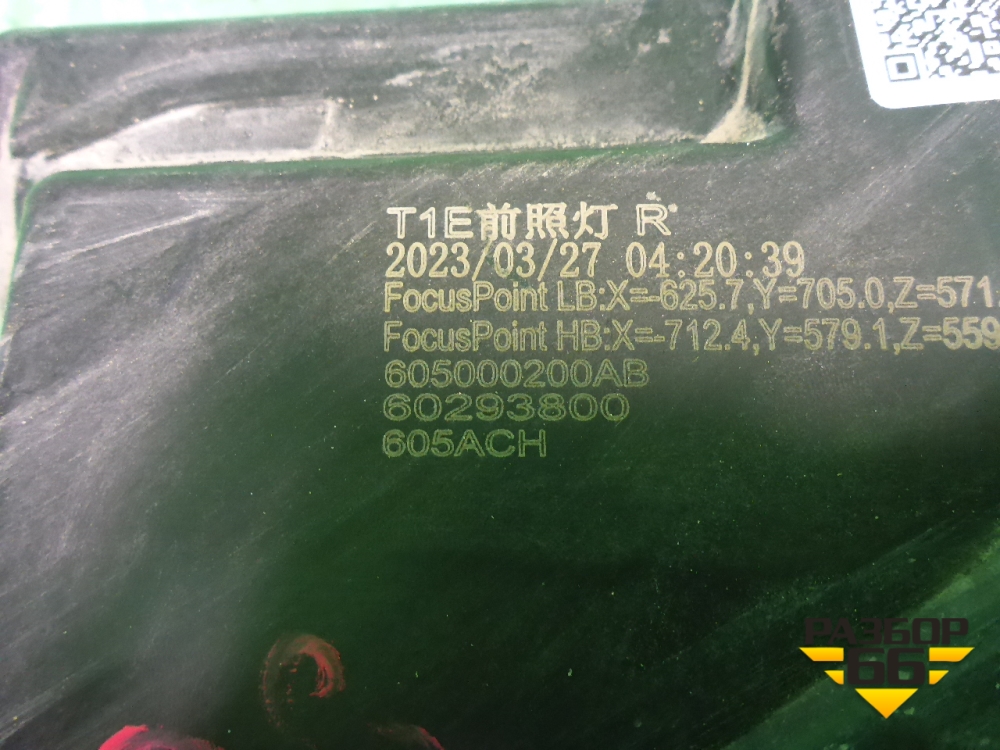 T1E前照灯 R
2023/03/27 04:20:39
FocusPoint LB:X=-625.7,Y=705.0,Z=571.
FocusPoint HB:X=-712.4,Y=579.1,Z=559
605000200AB
60293800
605ACH
РАЗБОР
66